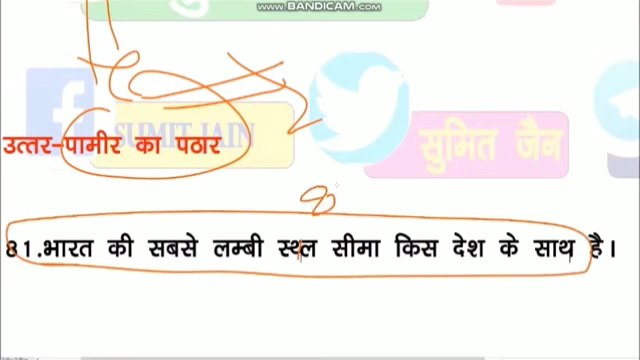 www.BANDICAM.com
SUMIT JAIN
सुमित जैन
उत्तर-पामीर का पठार
81.भारत की सबसे लम्बी स्थल सीमा किस देश के साथ है।